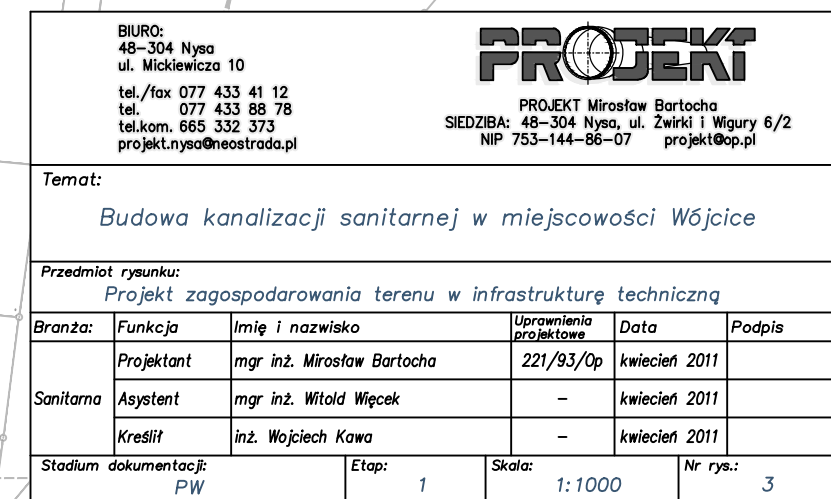 BIURO:
48-304 Nysa
ul. Mickiewicza 10
tel./fax 077 433 41 12
tel. 077 433 88 78
tel.kom. 665 332 373
projekt.nysa@neostrada.pl
PROJEKT
PROJEKT Mirosław Bartocha
SIEDZIBA: 48-304 Nysa, ul. Żwirki i Wigury 6/2
NIP 753-144-86-07 projekt@op.pl
Temat:
Budowa kanalizacji sanitarnej w miejscowości Wójcice
Przedmiot rysunku:
Projekt zagospodarowania terenu w infrastrukturę techniczną
Branża: Funkcja Imię i nazwisko Uprawnienia projektowe Data Podpis
Projektant mgr inż. Mirosław Bartocha 221/93/Op kwiecień 2011
Sanitarna Asystent mgr inż. Witold Więcek - kwiecień 2011
Kreślił inż. Wojciech Kawa - kwiecień 2011
Stadium dokumentacji: Etap: Skala: Nr rys.:
PW 1 1:1000 3